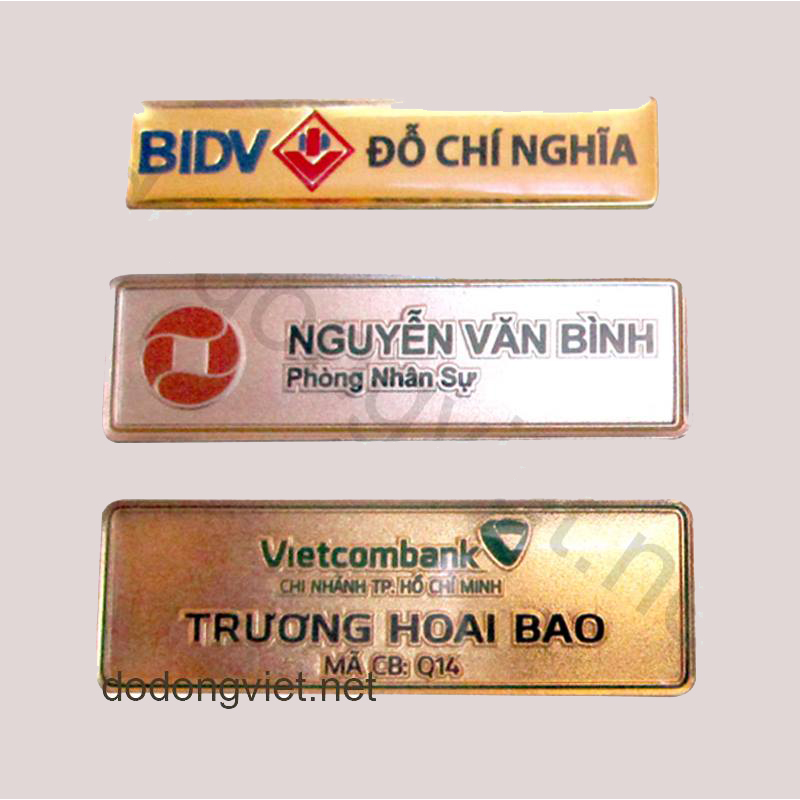 BIDV ĐỖ CHÍ NGHĨA
NGUYỄN VĂN BÌNH
Phòng Nhân Sự
Vietcombank
CHI NHÁNH TP. HỒ CHÍ MINH
TRƯƠNG HOAI BAO
MÃ CB: Q14
dodongviet.net